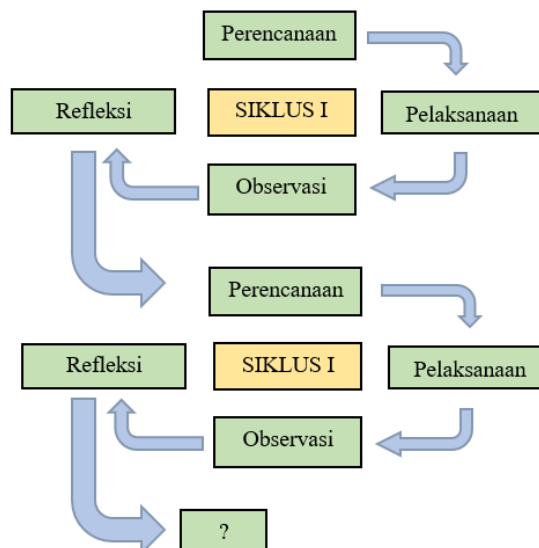 Perencanaan
Refleksi
SIKLUS I
Pelaksanaan
Observasi
Perencanaan
Refleksi
SIKLUS I
Pelaksanaan
Observasi
?